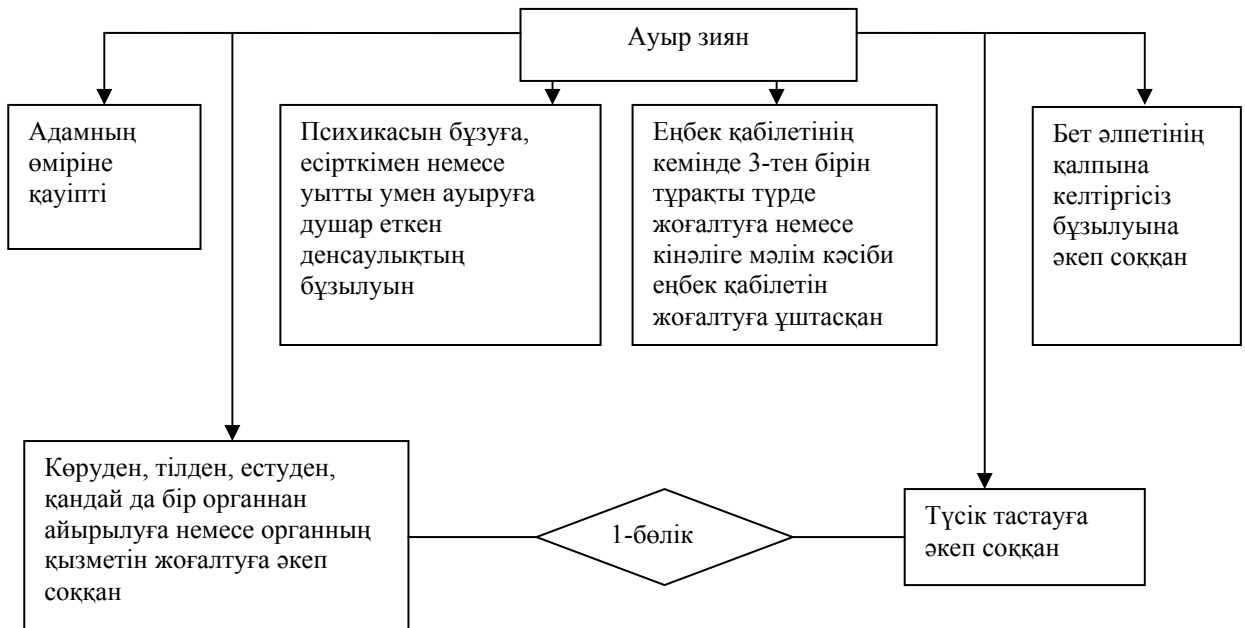 Ауыр зиян
Адамның
өміріне
қауіпті
Психикасын бұзуға,
есірткімен немесе
уытты умен ауыруға
душар еткен
денсаулықтың
бұзылуын
Еңбек қабілетінің
кемінде 3-тен бірін
тұрақты түрде
жоғалтуға немесе
кінәліге мәлім кәсіби
еңбек қабілетін
жоғалтуға ұштасқан
Бет әлпетінің
қалпына
келтіргісіз
бұзылуына
әкеп соққан
Көруден, тілден, естуден,
қандай да бір органнан
айырылуға немесе органның
қызметін жоғалтуға әкеп
соққан
1-бөлік
Түсік тастауға
әкеп соққан